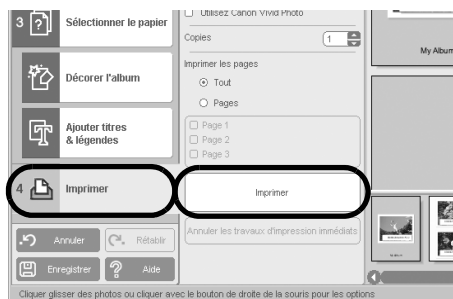 Utilisez Canon Vivid Photo
3 ? Sélectionner le papier
Copies 1
My Album
Imprimer les pages
Décorer l'album
Tout
Pages
Ajouter titres
& légendes
Page 1
Page 2
Page 3
4 Imprimer
Imprimer
Annuler
Rétablir
Annuler les travaux d'impression immédiats
Enregistrer
? Aide
Cliquer glisser des photos ou cliquer avec le bouton de droite de la souris pour les options